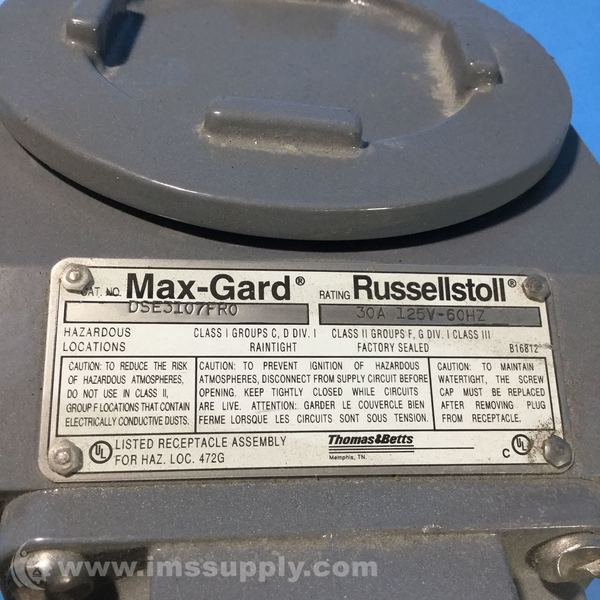 Max-Gard® Russellstoll®
CAT. NO. DSE3107FR0 RATING 30A 125V-60HZ
HAZARDOUS LOCATIONS
CLASS I GROUPS C, D DIV. I CLASS II GROUPS F, G DIV. I CLASS III
RAINTIGHT FACTORY SEALED B16812
CAUTION: TO REDUCE THE RISK
OF HAZARDOUS ATMOSPHERES,
DO NOT USE IN CLASS II,
GROUP F LOCATIONS THAT CONTAIN
ELECTRICALLY CONDUCTIVE DUSTS.
CAUTION: TO PREVENT IGNITION OF HAZARDOUS
ATMOSPHERES, DISCONNECT FROM SUPPLY CIRCUIT BEFORE
OPENING. KEEP TIGHTLY CLOSED WHILE CIRCUITS
ARE LIVE. ATTENTION: GARDER LE COUVERCLE BIEN
FERME LORSQUE LES CIRCUITS SONT SOUS TENSION.
CAUTION: TO MAINTAIN
WATERTIGHT, THE SCREW
CAP MUST BE REPLACED
AFTER REMOVING PLUG
FROM RECEPTACLE.
UL LISTED RECEPTACLE ASSEMBLY
FOR HAZ. LOC. 472G
Thomas&Betts
Memphis, TN.
C UL
© www.imssupply.com